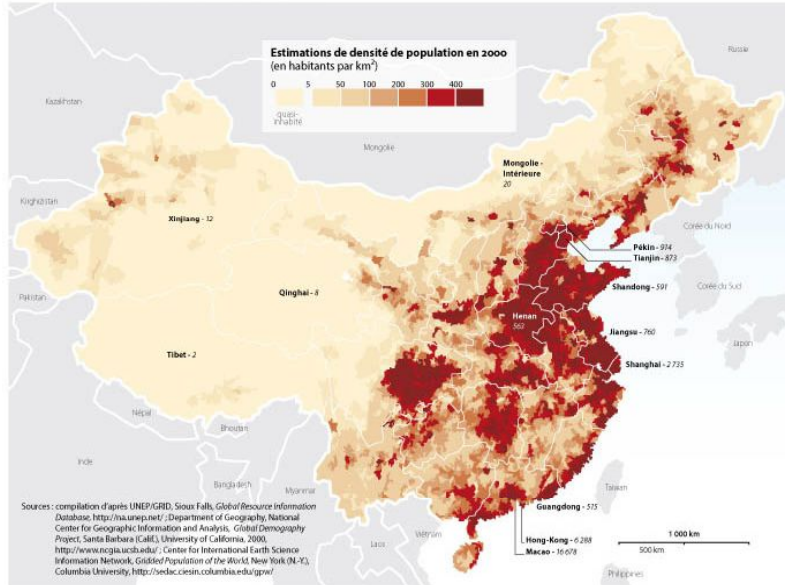 Estimations de densité de population en 2000
(en habitants par km²)
0 5 50 100 200 300 400
quasi-
inhabité
Russie
Kazakhstan
Mongolie
Mongolie -
Intérieure
20
Kirghizistan
Xinjiang - 12
Corée du Nord
Pékin - 914
Tianjin - 873
Qinghai - 8
Shandong - 591
Corée du Sud
Pakistan
Henan
563
Jiangsu - 760
Japon
Tibet - 2
Shanghai - 2 735
Népal
Bhoutan
Inde
Bangladesh
Myanmar
Taïwan
Guangdong - 515
Viêtnam
Laos
Hong-Kong - 6 288
Macao - 16 678
1 000 km
500 km
Philippines
Sources : compilation d'après UNEP/GRID, Sioux Falls, Global Resource Information
Database, http://na.unep.net/ ; Department of Geography, National
Center for Geographic Information and Analysis, Global Demography
Project, Santa Barbara (Calif.), University of California, 2000,
http://www.ncgia.ucsb.edu/ ; Center for International Earth Science
Information Network, Gridded Population of the World, New York (N.-Y.),
Columbia University, http://sedac.ciesin.columbia.edu/gpw/